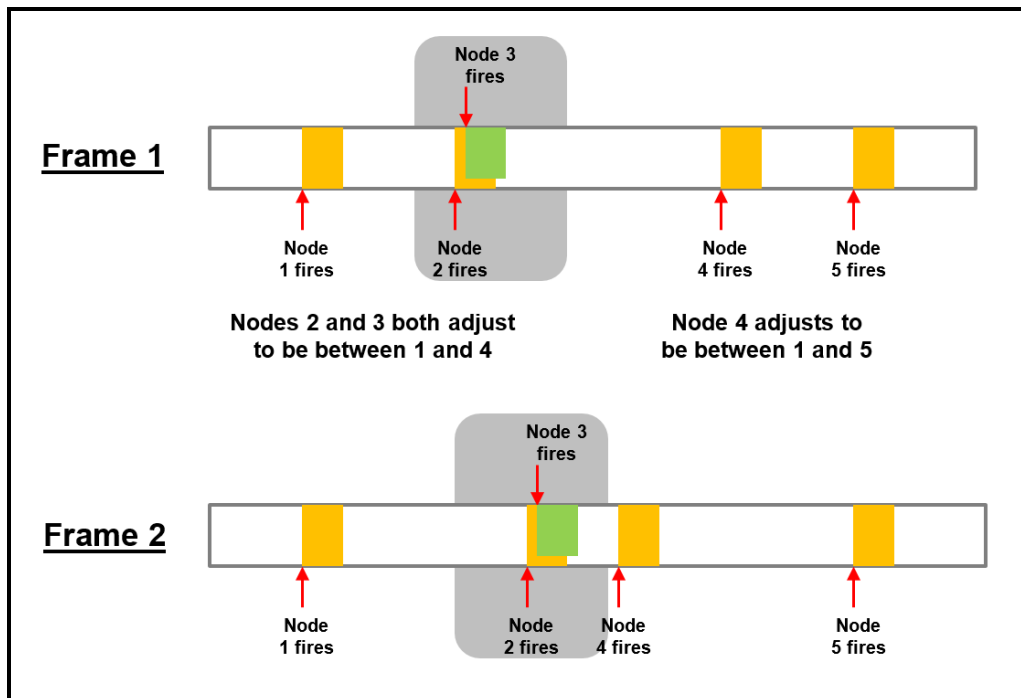 Node 3
fires
Frame 1
Node
1 fires
Node
2 fires
Node
4 fires
Node
5 fires
Nodes 2 and 3 both adjust
to be between 1 and 4
Node 4 adjusts to
be between 1 and 5
Node 3
fires
Frame 2
Node
1 fires
Node
2 fires
Node
4 fires
Node
5 fires